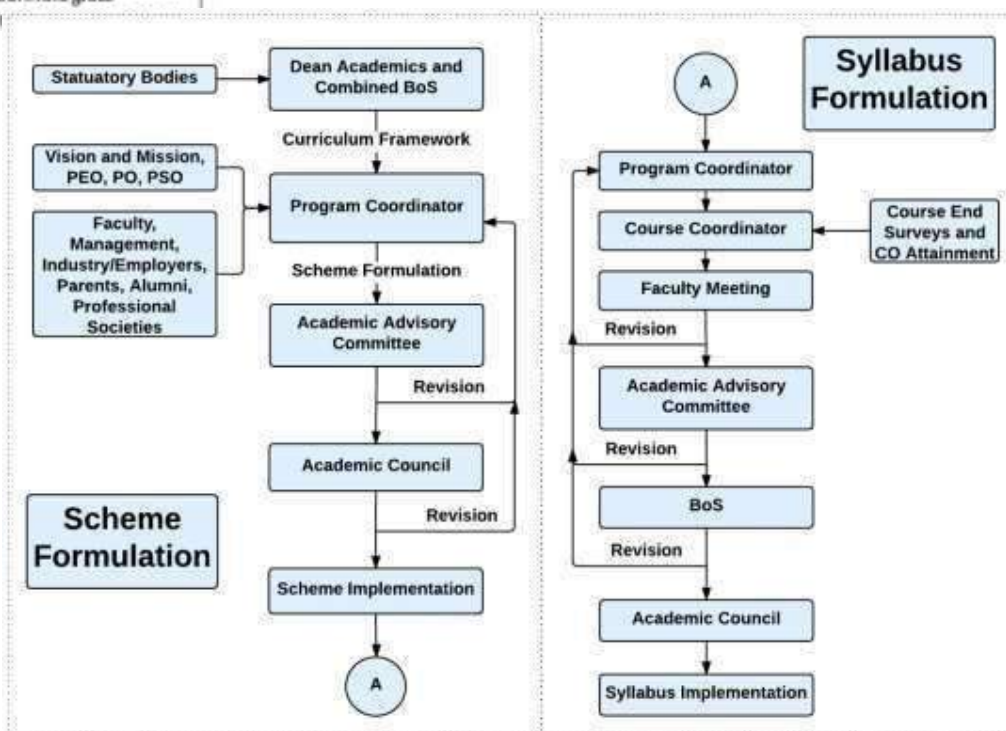 Statuatory Bodies
Dean Academics and
Combined BoS
Curriculum Framework
Vision and Mission,
PEO, PO, PSO
Program Coordinator
Faculty,
Management,
Industry/Employers,
Parents, Alumni,
Professional
Societies
Scheme Formulation
Academic Advisory
Committee
Revision
Academic Council
Revision
Scheme
Formulation
Scheme Implementation
A
A
Syllabus
Formulation
Program Coordinator
Course Coordinator
Course End
Surveys and
CO Attainment
Faculty Meeting
Revision
Academic Advisory
Committee
Revision
BoS
Revision
Academic Council
Syllabus Implementation